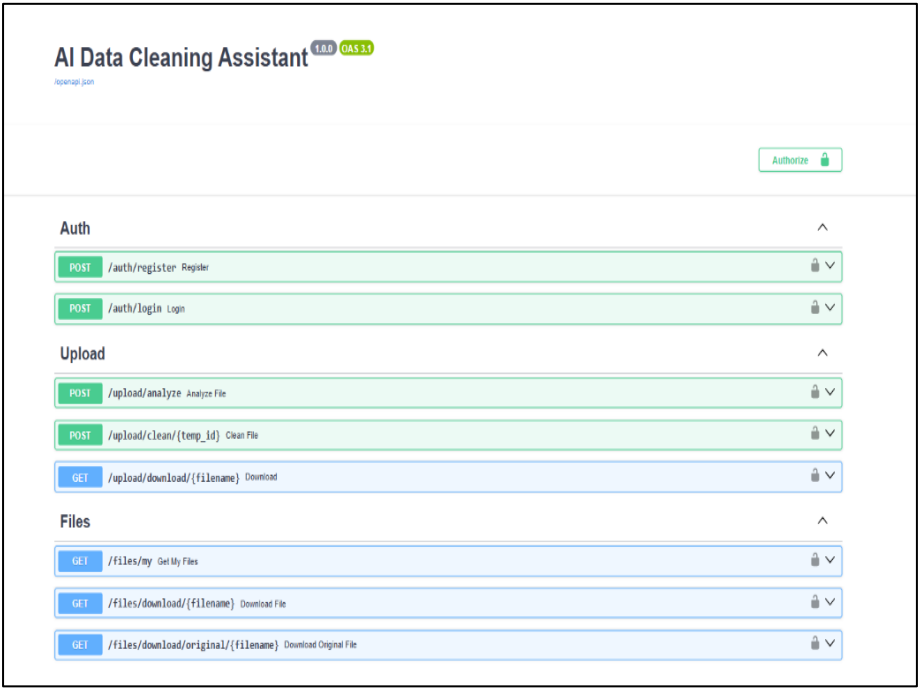 AI Data Cleaning Assistant 1.0.0 OAS 3.1
/openapi.json
Authorize
Auth
POST /auth/register Register
POST /auth/login Login
Upload
POST /upload/analyze Analyze File
POST /upload/clean/{temp_id} Clean File
GET /upload/download/{filename} Download
Files
GET /files/my Get My Files
GET /files/download/{filename} Download File
GET /files/download/original/{filename} Download Original File